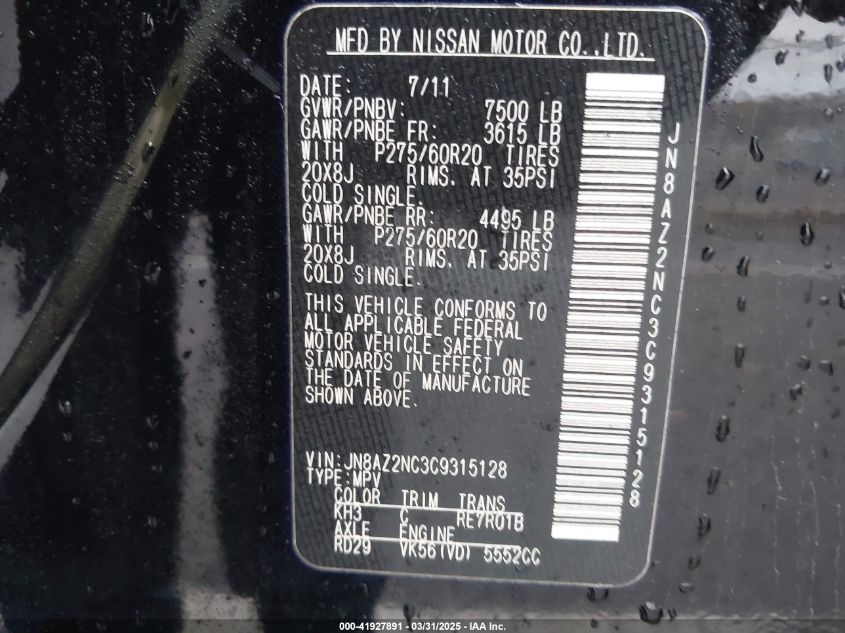 MFD BY NISSAN MOTOR CO.,LTD.
DATE: 7/11
GVWR/PNBV: 7500 LB
GAWR/PNBE FR: 3615 LB
WITH P275/60R20 TIRES
20X8J RIMS. AT 35PSI
COLD SINGLE.
GAWR/PNBE RR: 4495 LB
WITH P275/60R20 TIRES
20X8J RIMS. AT 35PSI
COLD SINGLE.
THIS VEHICLE CONFORMS TO
ALL APPLICABLE FEDERAL
MOTOR VEHICLE SAFETY
STANDARDS IN EFFECT ON
THE DATE OF MANUFACTURE
SHOWN ABOVE.
VIN:JN8AZ2NC3C9315128
TYPE:MPV
COLOR TRIM TRANS
KH3 C RE7R01B
AXLE ENGINE
RD29 VK56(VD) 5552CC
JN8AZ2NC3C9315128
000-41927891 - 03/31/2025 - IAA Inc.